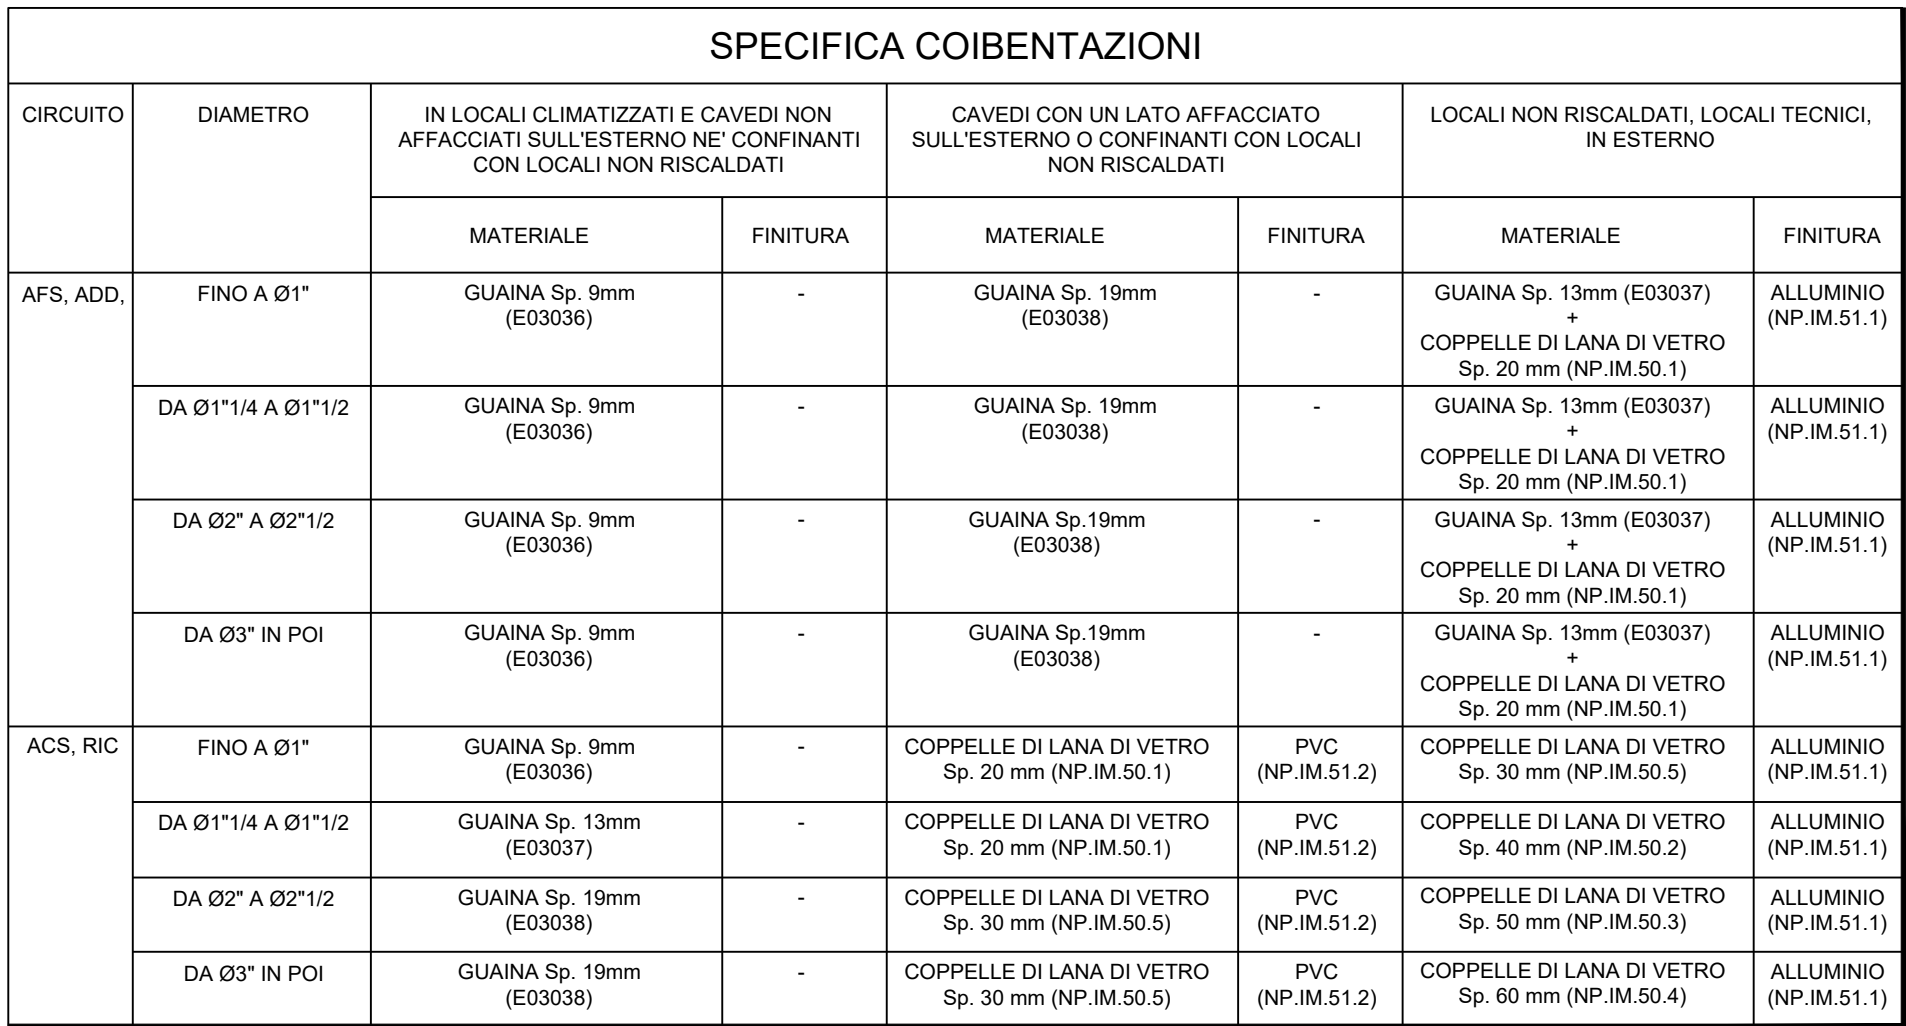 SPECIFICA COIBENTAZIONI
CIRCUITO
DIAMETRO
IN LOCALI CLIMATIZZATI E CAVEDI NON
AFFACCIATI SULL'ESTERNO NE' CONFINANTI
CON LOCALI NON RISCALDATI
CAVEDI CON UN LATO AFFACCIATO
SULL'ESTERNO O CONFINANTI CON LOCALI
NON RISCALDATI
LOCALI NON RISCALDATI, LOCALI TECNICI,
IN ESTERNO
MATERIALE
FINITURA
MATERIALE
FINITURA
MATERIALE
FINITURA
AFS, ADD,
FINO A Ø1"
GUAINA Sp. 9mm
(E03036)
-
GUAINA Sp. 19mm
(E03038)
-
GUAINA Sp. 13mm (E03037)
+
COPPELLE DI LANA DI VETRO
Sp. 20 mm (NP.IM.50.1)
ALLUMINIO
(NP.IM.51.1)
DA Ø1"1/4 A Ø1"1/2
GUAINA Sp. 9mm
(E03036)
-
GUAINA Sp. 19mm
(E03038)
-
GUAINA Sp. 13mm (E03037)
+
COPPELLE DI LANA DI VETRO
Sp. 20 mm (NP.IM.50.1)
ALLUMINIO
(NP.IM.51.1)
DA Ø2" A Ø2"1/2
GUAINA Sp. 9mm
(E03036)
-
GUAINA Sp.19mm
(E03038)
-
GUAINA Sp. 13mm (E03037)
+
COPPELLE DI LANA DI VETRO
Sp. 20 mm (NP.IM.50.1)
ALLUMINIO
(NP.IM.51.1)
DA Ø3" IN POI
GUAINA Sp. 9mm
(E03036)
-
GUAINA Sp.19mm
(E03038)
-
GUAINA Sp. 13mm (E03037)
+
COPPELLE DI LANA DI VETRO
Sp. 20 mm (NP.IM.50.1)
ALLUMINIO
(NP.IM.51.1)
ACS, RIC
FINO A Ø1"
GUAINA Sp. 9mm
(E03036)
-
COPPELLE DI LANA DI VETRO
Sp. 20 mm (NP.IM.50.1)
PVC
(NP.IM.51.2)
COPPELLE DI LANA DI VETRO
Sp. 30 mm (NP.IM.50.5)
ALLUMINIO
(NP.IM.51.1)
DA Ø1"1/4 A Ø1"1/2
GUAINA Sp. 13mm
(E03037)
-
COPPELLE DI LANA DI VETRO
Sp. 20 mm (NP.IM.50.1)
PVC
(NP.IM.51.2)
COPPELLE DI LANA DI VETRO
Sp. 40 mm (NP.IM.50.2)
ALLUMINIO
(NP.IM.51.1)
DA Ø2" A Ø2"1/2
GUAINA Sp. 19mm
(E03038)
-
COPPELLE DI LANA DI VETRO
Sp. 30 mm (NP.IM.50.5)
PVC
(NP.IM.51.2)
COPPELLE DI LANA DI VETRO
Sp. 50 mm (NP.IM.50.3)
ALLUMINIO
(NP.IM.51.1)
DA Ø3" IN POI
GUAINA Sp. 19mm
(E03038)
-
COPPELLE DI LANA DI VETRO
Sp. 30 mm (NP.IM.50.5)
PVC
(NP.IM.51.2)
COPPELLE DI LANA DI VETRO
Sp. 60 mm (NP.IM.50.4)
ALLUMINIO
(NP.IM.51.1)